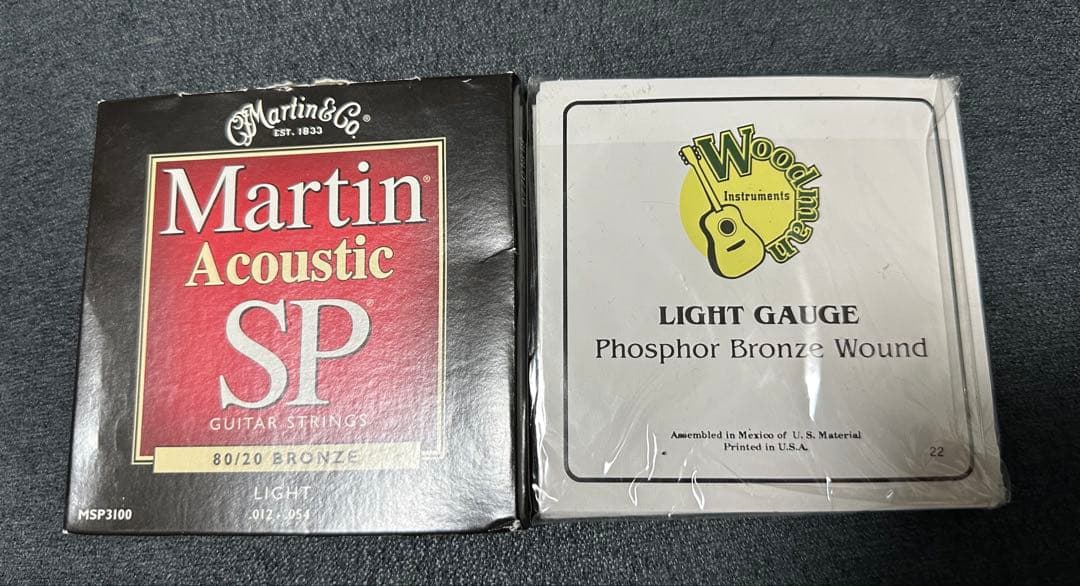 Martin & Co.®
EST. 1833
Martin®
Acoustic
SP®
GUITAR STRINGS
80/20 BRONZE
LIGHT
.012 - .054
MSP3100
Woodman
Instruments
LIGHT GAUGE
Phosphor Bronze Wound
Assembled in Mexico of U. S. Material
Printed in U.S.A.
22